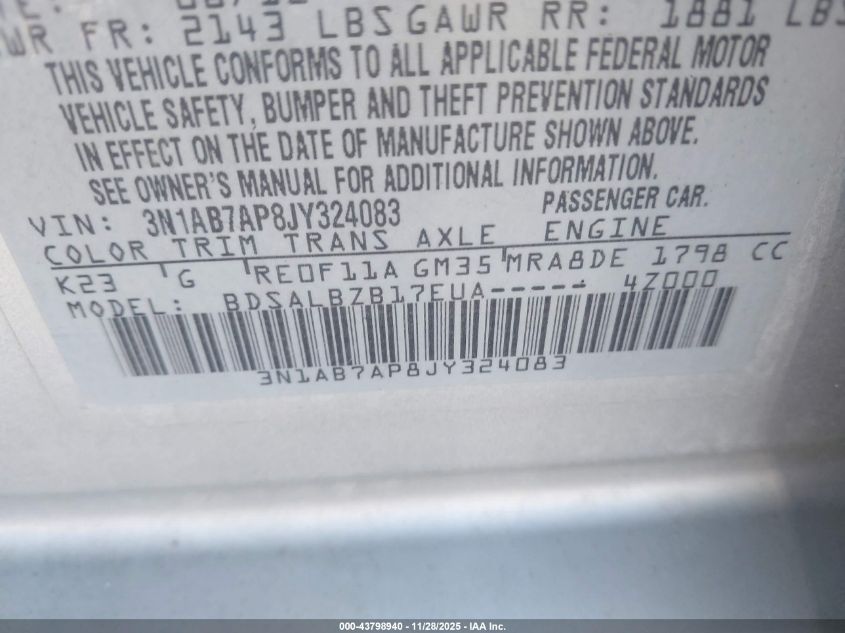 WR FR: 2143 LBS GAWR RR: 1881 LBS
THIS VEHICLE CONFORMS TO ALL APPLICABLE FEDERAL MOTOR
VEHICLE SAFETY, BUMPER AND THEFT PREVENTION STANDARDS
IN EFFECT ON THE DATE OF MANUFACTURE SHOWN ABOVE.
SEE OWNER'S MANUAL FOR ADDITIONAL INFORMATION.
VIN: 3N1AB7AP8JY324083 PASSENGER CAR.
COLOR TRIM TRANS AXLE ENGINE
K23 G RE0F11A GM35 MRA8DE 1798 CC
MODEL: BDSALBZB17EUA----- 4Z000
3N1AB7AP8JY324083
000-43798940 - 11/28/2025 - IAA Inc.